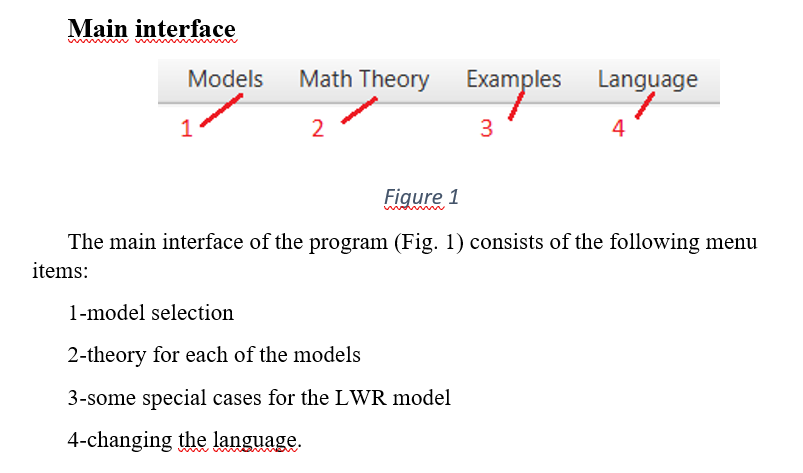 Main interface
Models Math Theory Examples Language
1 2 3 4
Figure 1
The main interface of the program (Fig. 1) consists of the following menu
items:
1-model selection
2-theory for each of the models
3-some special cases for the LWR model
4-changing the language.